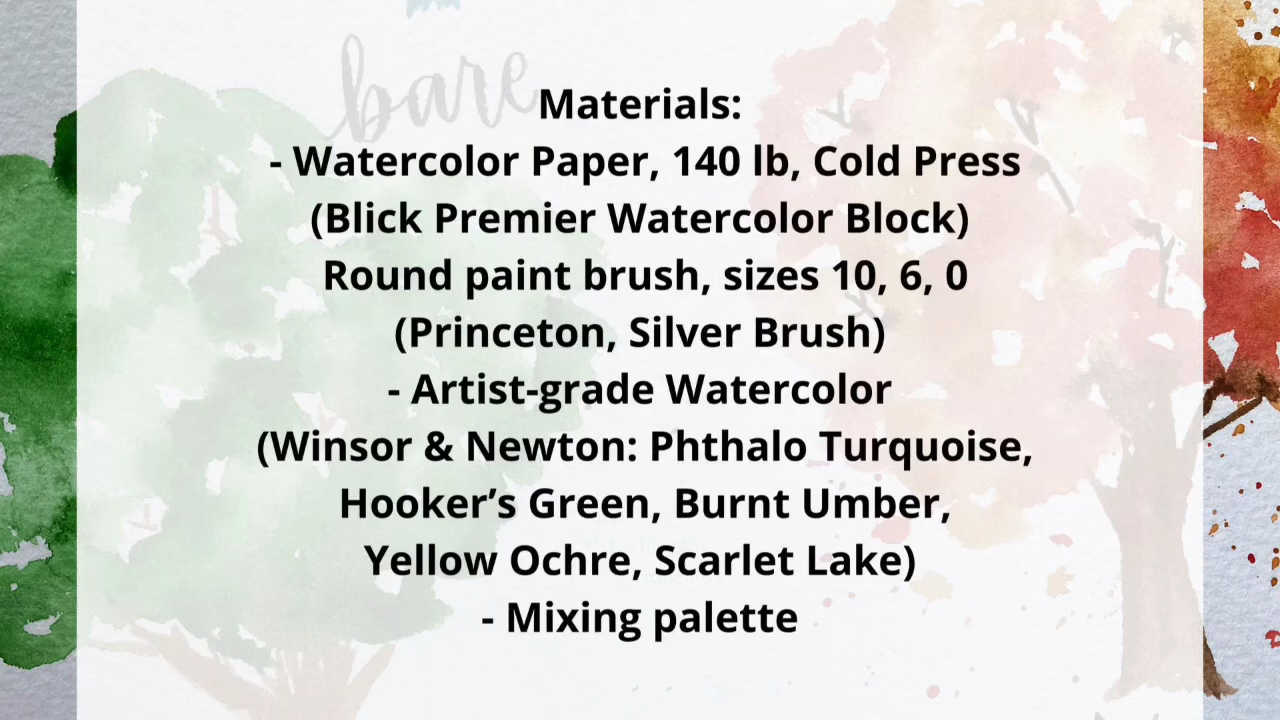 bare
Materials:
- Watercolor Paper, 140 lb, Cold Press
(Blick Premier Watercolor Block)
Round paint brush, sizes 10, 6, 0
(Princeton, Silver Brush)
- Artist-grade Watercolor
(Winsor & Newton: Phthalo Turquoise,
Hooker’s Green, Burnt Umber,
Yellow Ochre, Scarlet Lake)
- Mixing palette